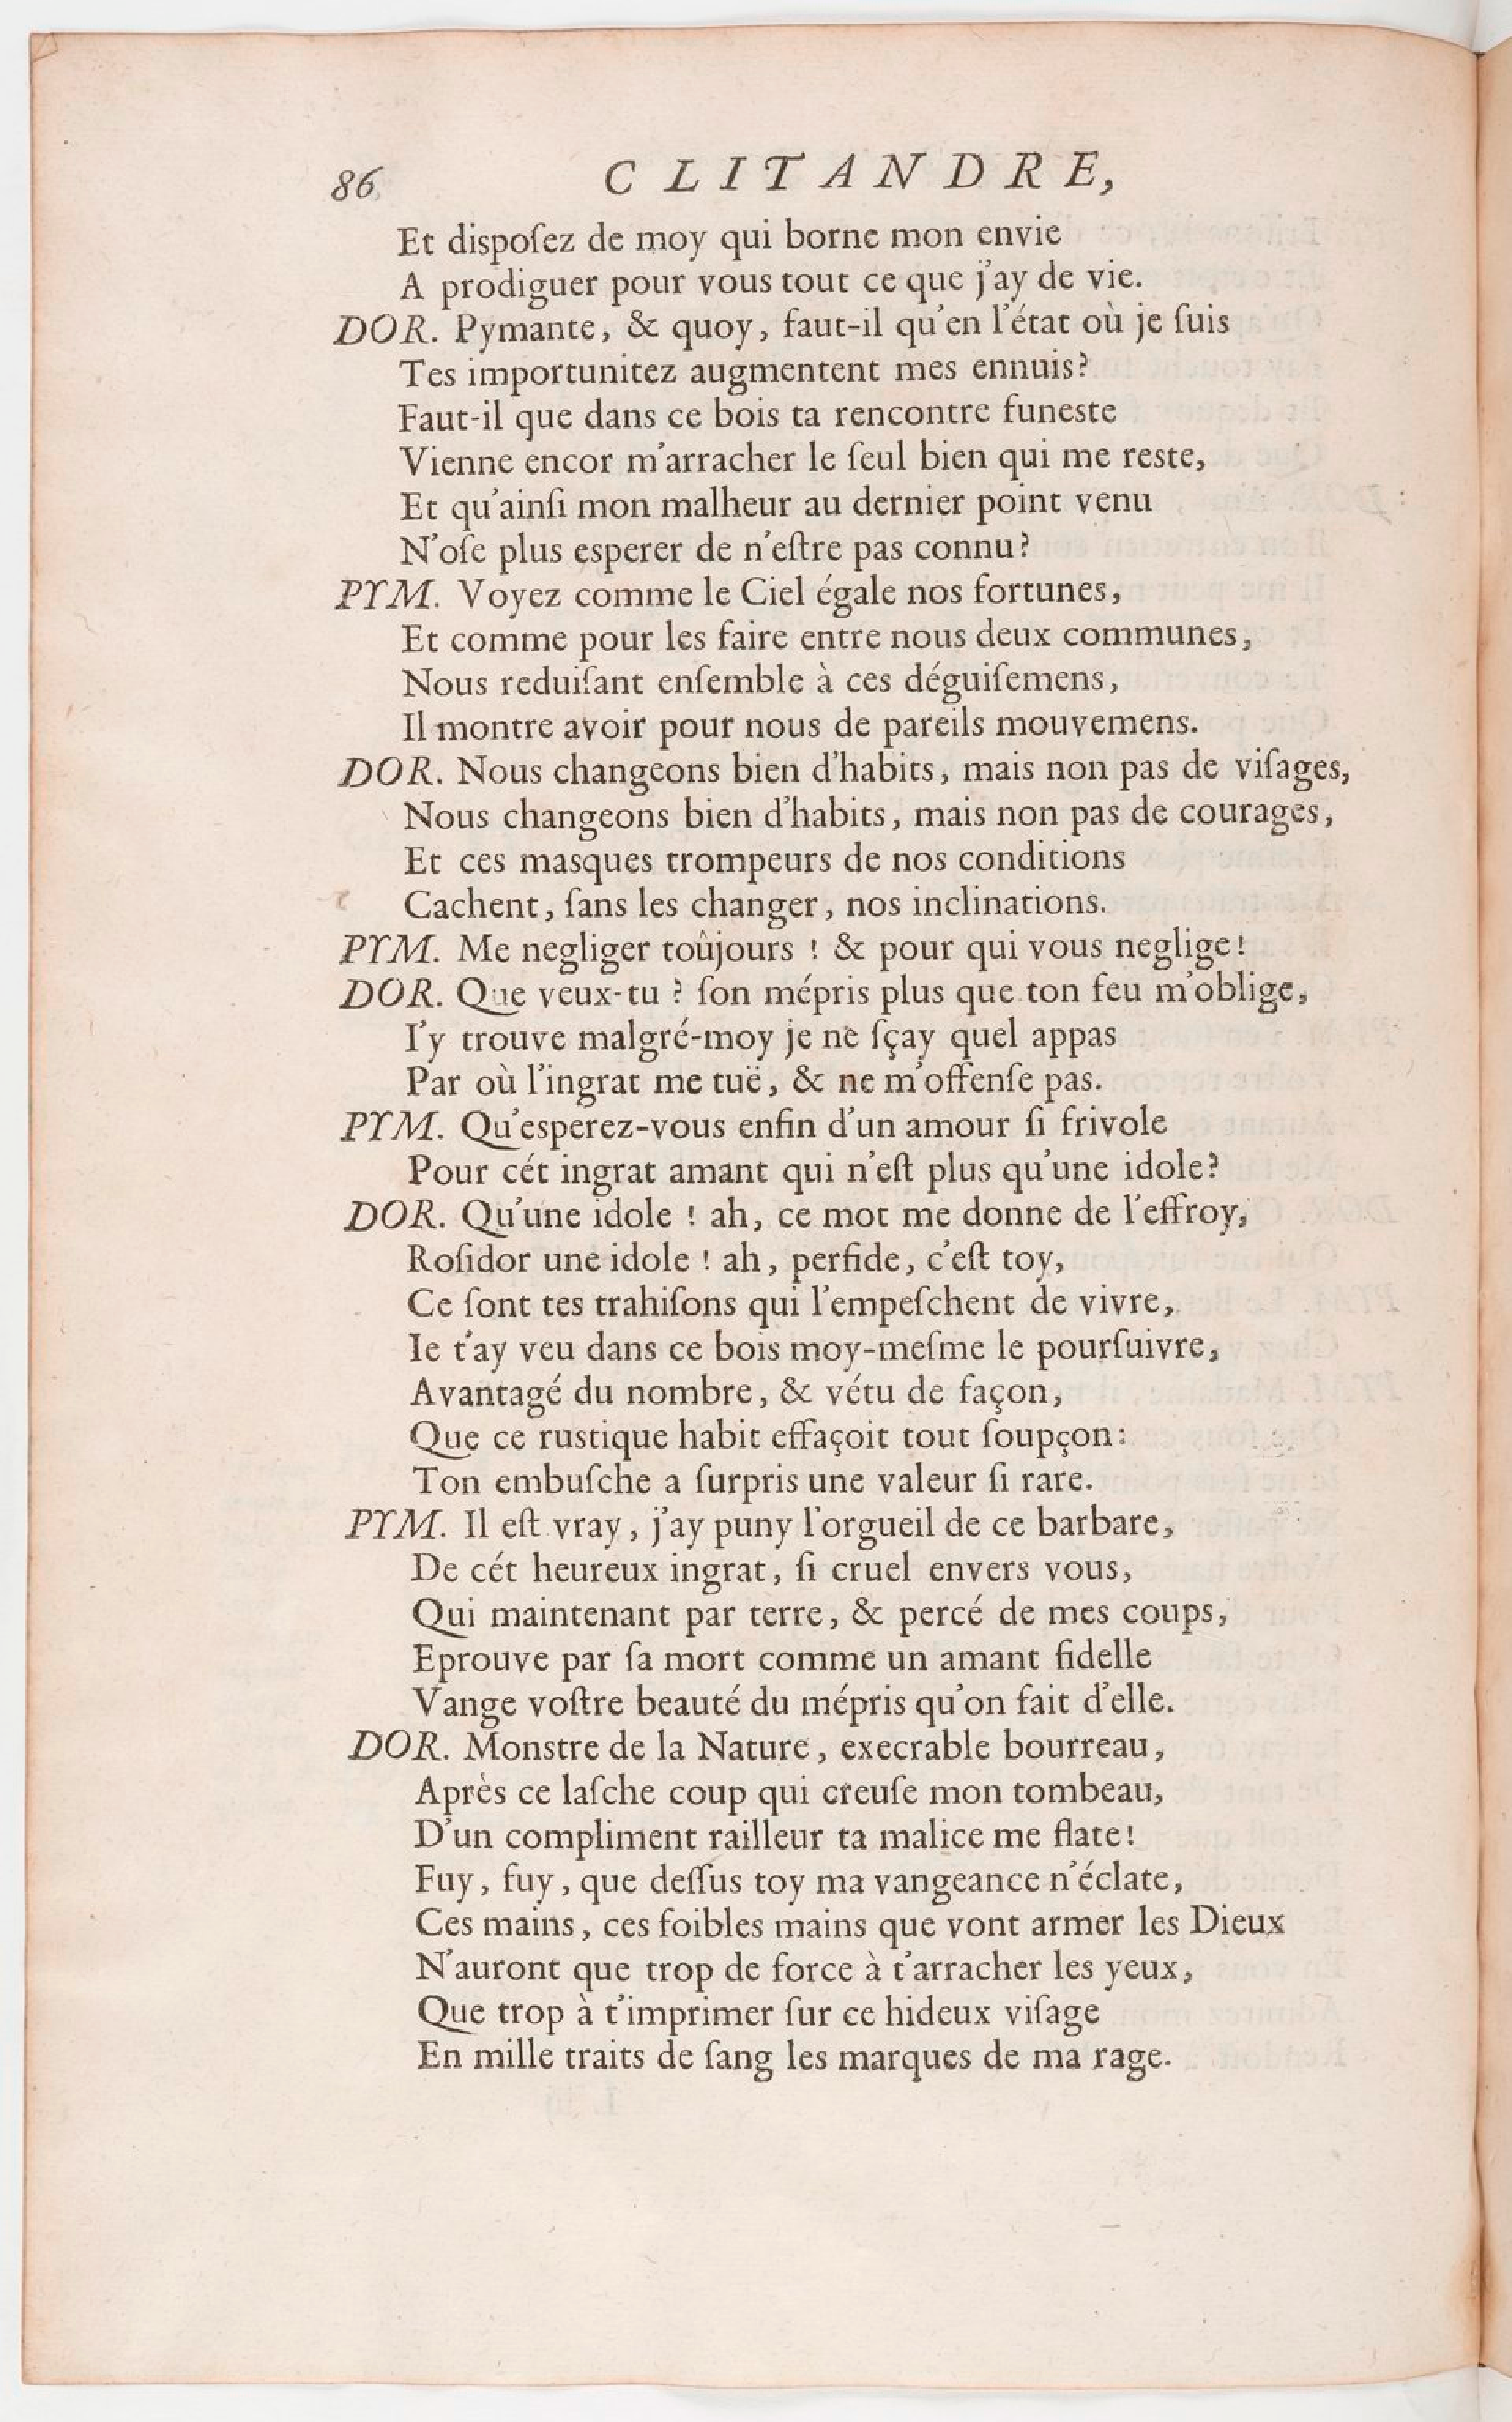 86 CLITANDRE,
Et diſpoſez de moy qui borne mon envie
A prodiguer pour vous tout ce que j'ay de vie.
DOR. Pymante, & quoy, faut-il qu'en l'état où je ſuis
Tes importunitez augmentent mes ennuis?
Faut-il que dans ce bois ta rencontre funeste
Vienne encor m'arracher le ſeul bien qui me reste,
Et qu'ainſi mon malheur au dernier point venu
N'oſe plus esperer de n'eſtre pas connu?
PYM. Voyez comme le Ciel égale nos fortunes,
Et comme pour les faire entre nous deux communes,
Nous reduiſant enſemble à ces déguiſemens,
Il montre avoir pour nous de pareils mouvemens.
DOR. Nous changeons bien d'habits, mais non pas de viſages,
Nous changeons bien d'habits, mais non pas de courages,
Et ces masques trompeurs de nos conditions
Cachent, ſans les changer, nos inclinations.
PYM. Me negliger toûjours ! & pour qui vous neglige!
DOR. Que veux-tu ? ſon mépris plus que ton feu m'oblige,
I'y trouve malgré-moy je ne ſçay quel appas
Par où l'ingrat me tuë, & ne m'offenſe pas.
PYM. Qu'esperez-vous enfin d'un amour ſi frivole
Pour cét ingrat amant qui n'eſt plus qu'une idole?
DOR. Qu'une idole ! ah, ce mot me donne de l'effroy,
Roſidor une idole ! ah, perfide, c'eſt toy,
Ce ſont tes trahiſons qui l'empeſchent de vivre,
Ie t'ay veu dans ce bois moy-meſme le pourſuivre,
Avantagé du nombre, & vétu de façon,
Que ce rustique habit effaçoit tout ſoupçon:
Ton embuſche a ſurpris une valeur ſi rare.
PYM. Il eſt vray, j'ay puny l'orgueil de ce barbare,
De cét heureux ingrat, ſi cruel envers vous,
Qui maintenant par terre, & percé de mes coups,
Eprouve par ſa mort comme un amant fidelle
Vange voſtre beauté du mépris qu'on fait d'elle.
DOR. Monstre de la Nature, execrable bourreau,
Après ce laſche coup qui creuſe mon tombeau,
D'un compliment railleur ta malice me flate!
Fuy, fuy, que deſſus toy ma vangeance n'éclate,
Ces mains, ces foibles mains que vont armer les Dieux
N'auront que trop de force à t'arracher les yeux,
Que trop à t'imprimer ſur ce hideux viſage
En mille traits de ſang les marques de ma rage.